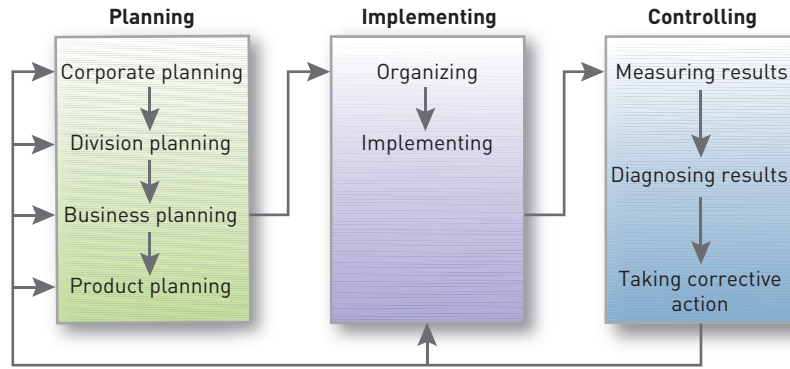 Planning
Corporate planning
Division planning
Business planning
Product planning
Implementing
Organizing
Implementing
Controlling
Measuring results
Diagnosing results
Taking corrective
action